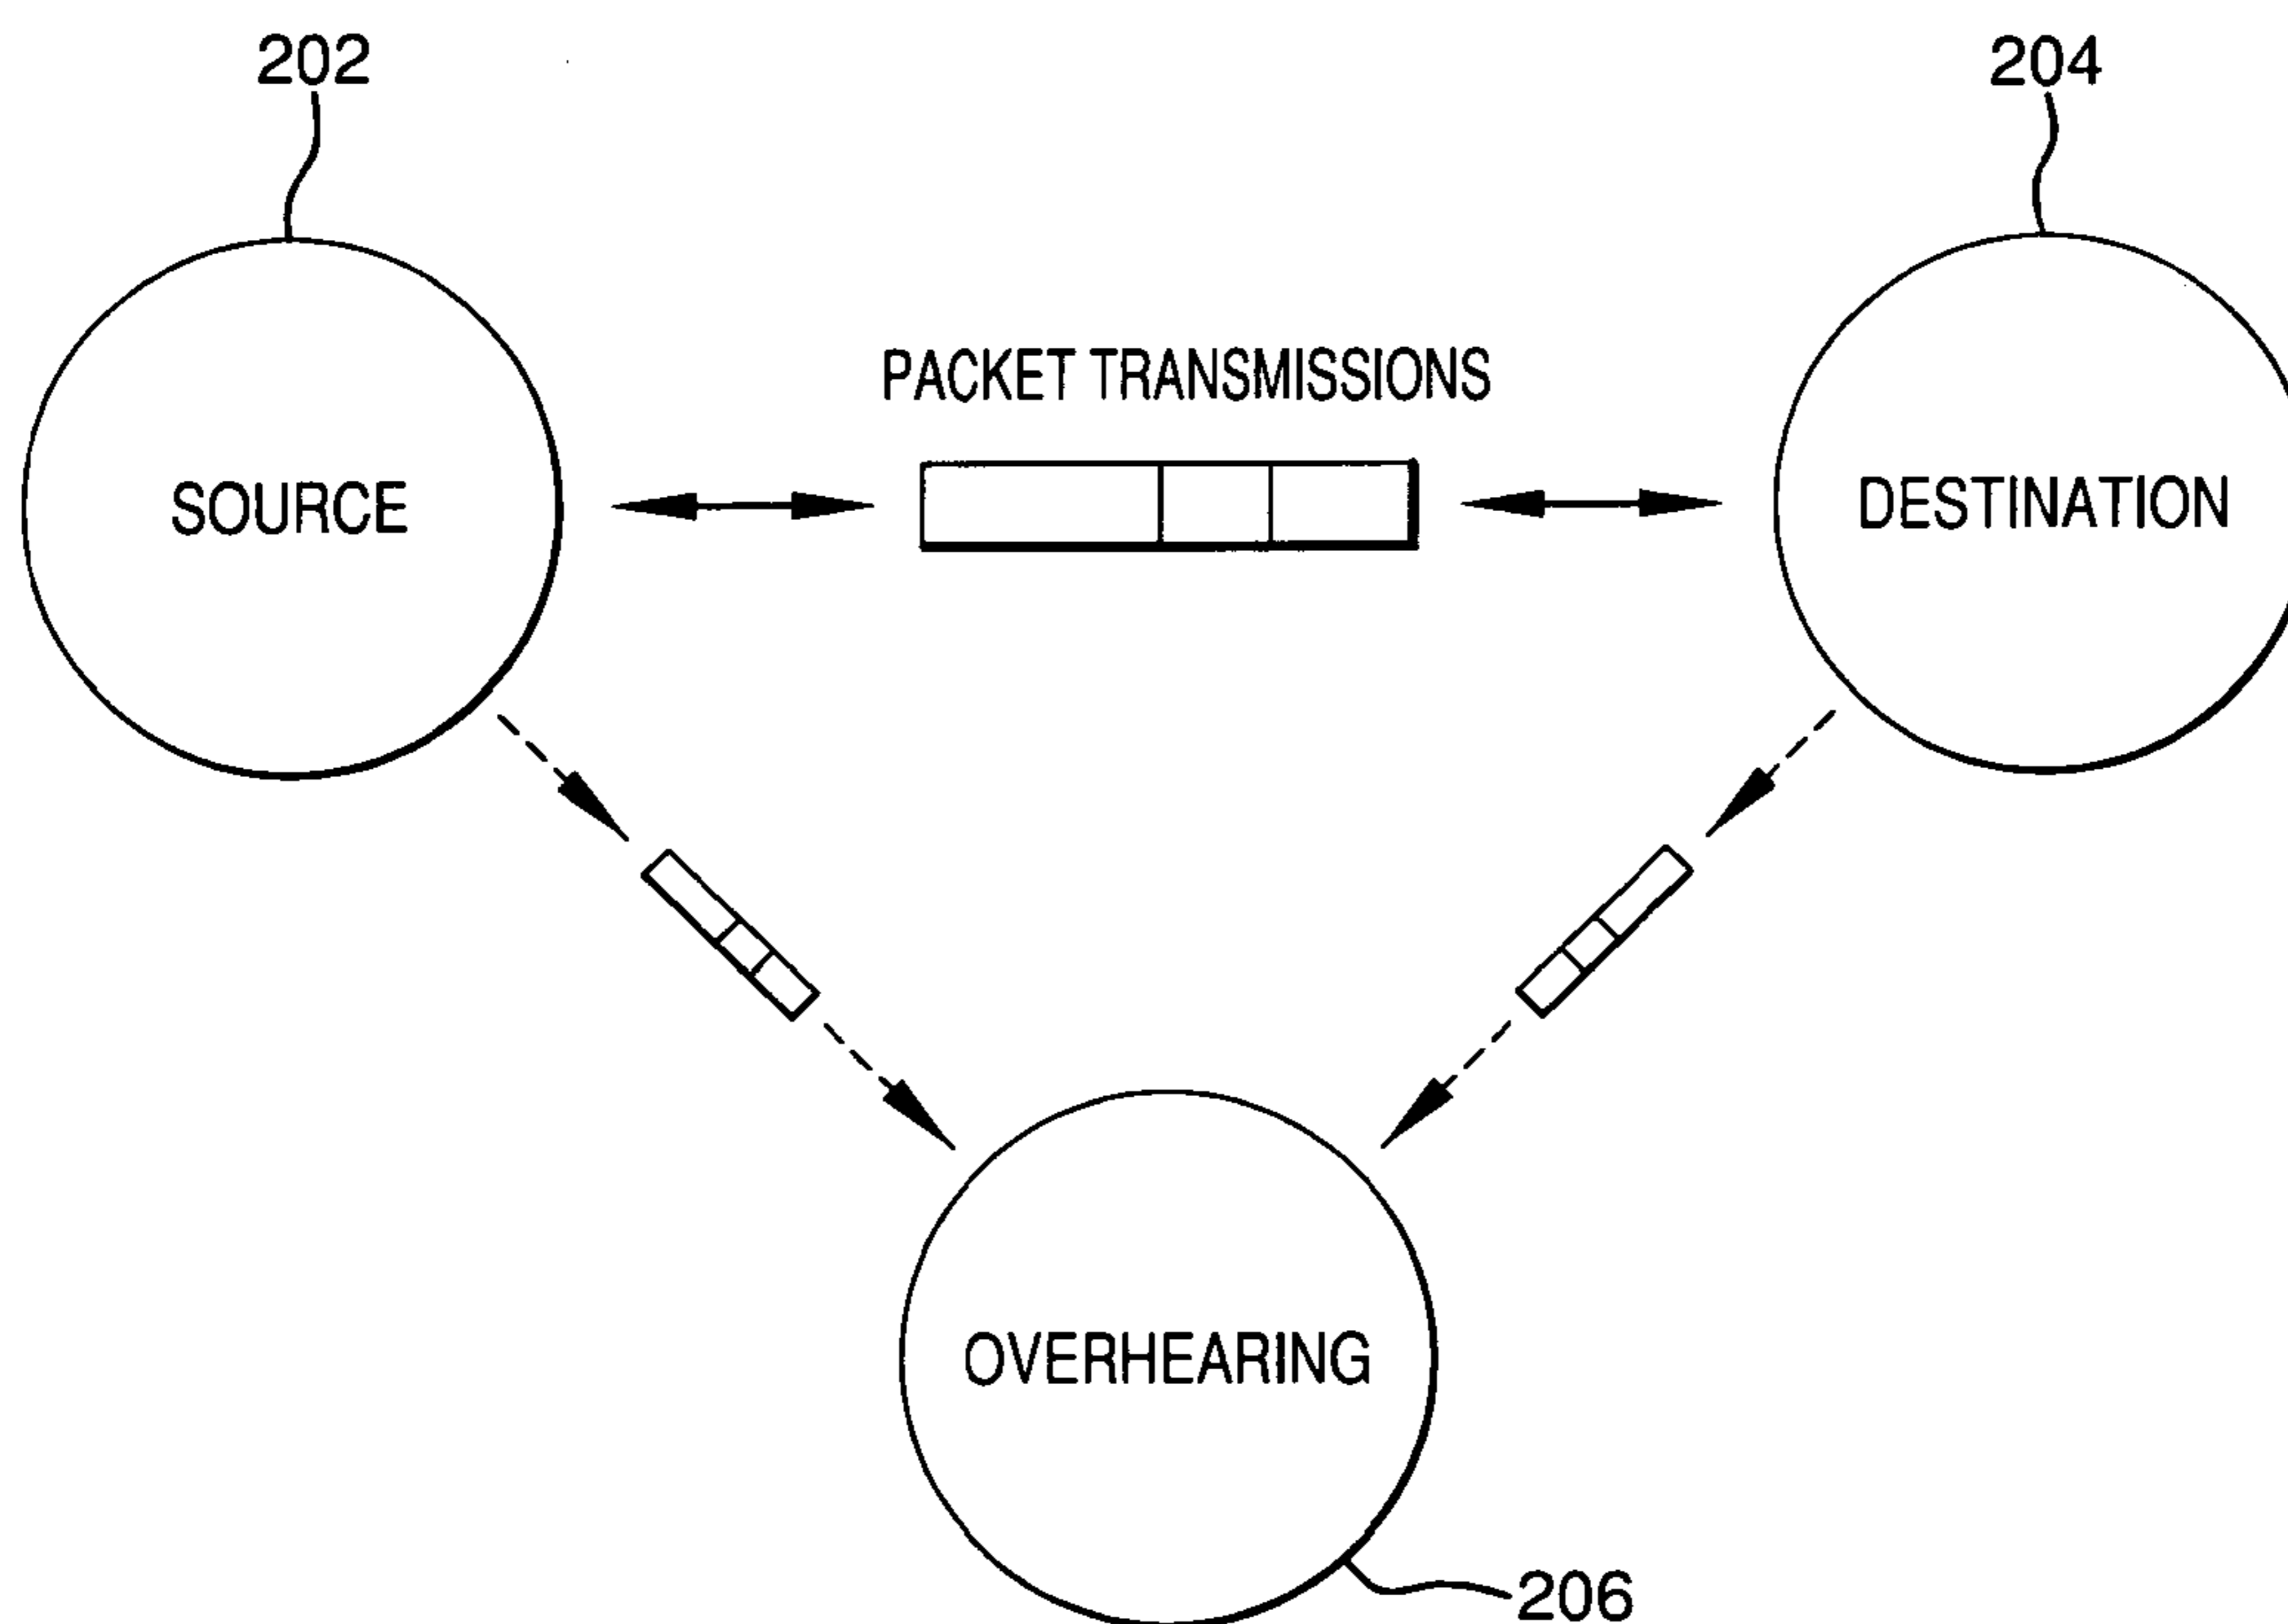 202
204
PACKET TRANSMISSIONS
SOURCE
DESTINATION
OVERHEARING
206